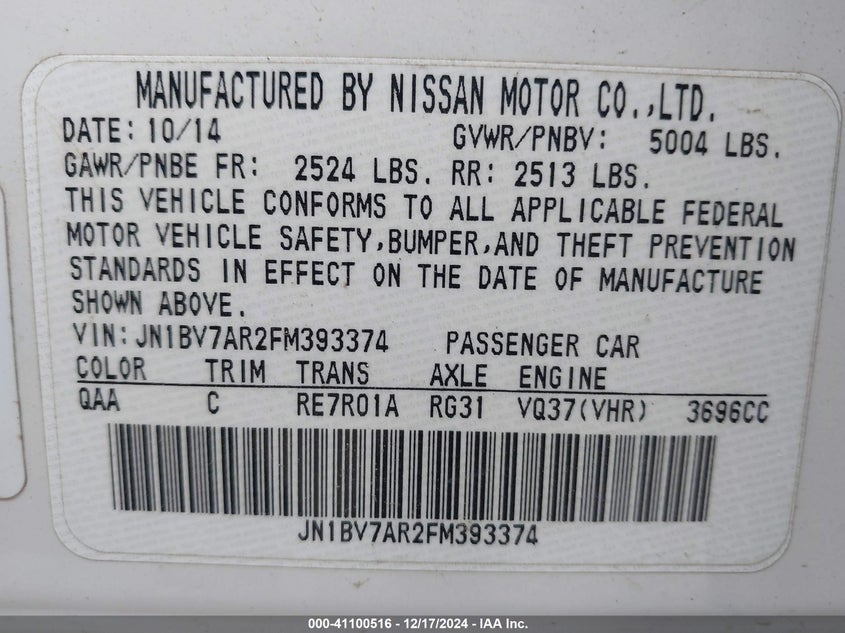 MANUFACTURED BY NISSAN MOTOR CO.,LTD.
DATE: 10/14 GVWR/PNBV: 5004 LBS.
GAWR/PNBE FR: 2524 LBS. RR: 2513 LBS.
THIS VEHICLE CONFORMS TO ALL APPLICABLE FEDERAL
MOTOR VEHICLE SAFETY,BUMPER,AND THEFT PREVENTION
STANDARDS IN EFFECT ON THE DATE OF MANUFACTURE
SHOWN ABOVE.
VIN:JN1BV7AR2FM393374 PASSENGER CAR
COLOR TRIM TRANS AXLE ENGINE
QAA C RE7R01A RG31 VQ37(VHR) 3696CC
JN1BV7AR2FM393374
000-41100516 - 12/17/2024 - IAA Inc.